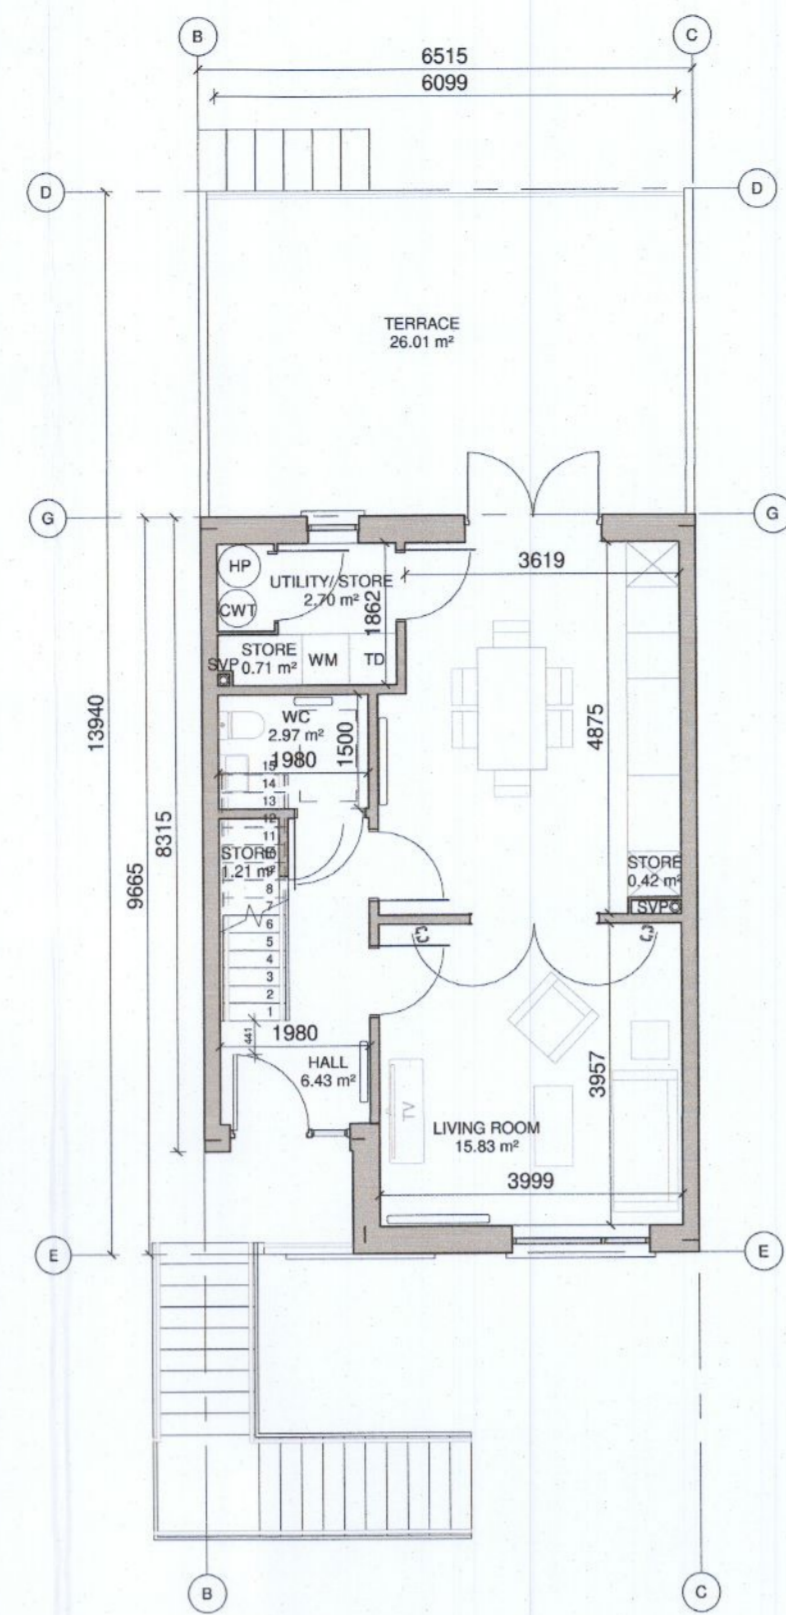 B
C
6515
6099
D
D
TERRACE
26.01 m²
G
G
HP
3619
UTILITY/ STORE
2.70 m²
CWT
1862
STORE
0.71 m²
WM
TD
SVP
WC
2.97 m²
1500
1980
4875
13940
15
14
13
12
11
8315
STORE
1.21 m²
9665
8
7
6
5
4
3
2
1
STORE
0.42 m²
SVP
441
1980
HALL
6.43 m²
3957
TV
LIVING ROOM
15.83 m²
3999
E
E
B
C